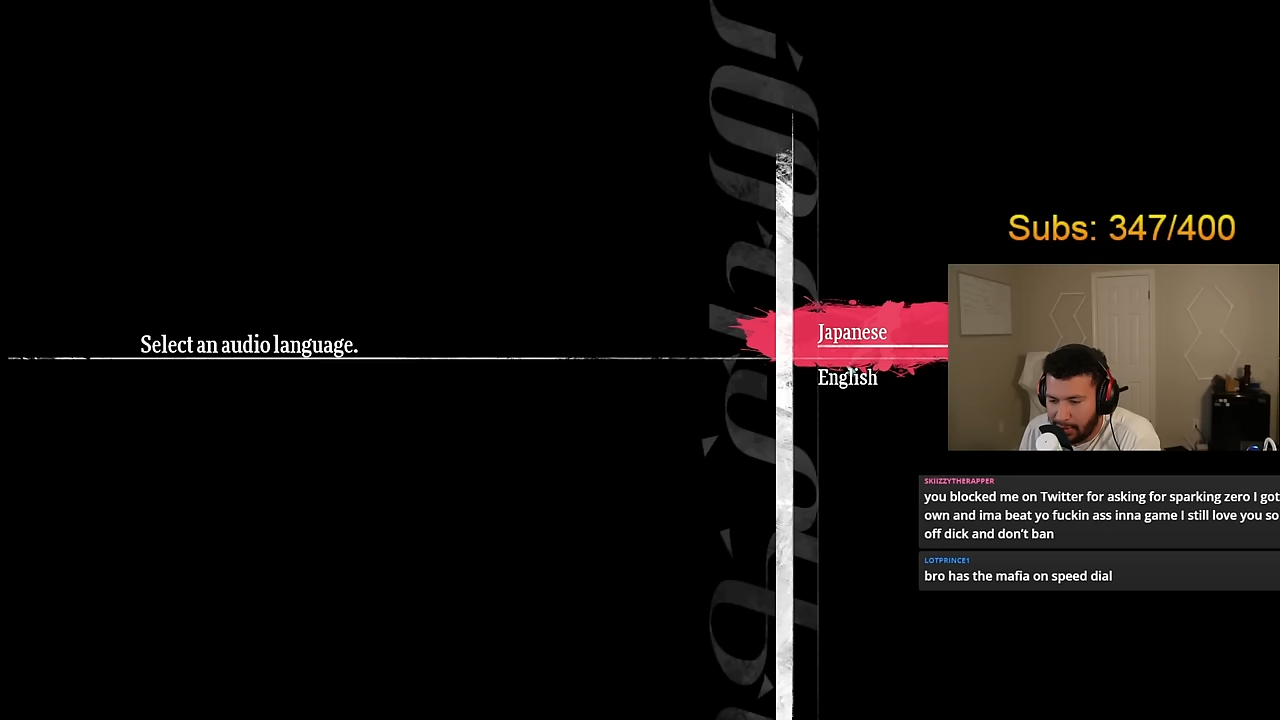 Subs: 347/400
Select an audio language.
Japanese
English
SKIIZZYTHERAPPER
you blocked me on Twitter for asking for sparking zero I got
own and ima beat yo fuckin ass inna game I still love you so
off dick and don't ban
LOTPRINCE1
bro has the mafia on speed dial